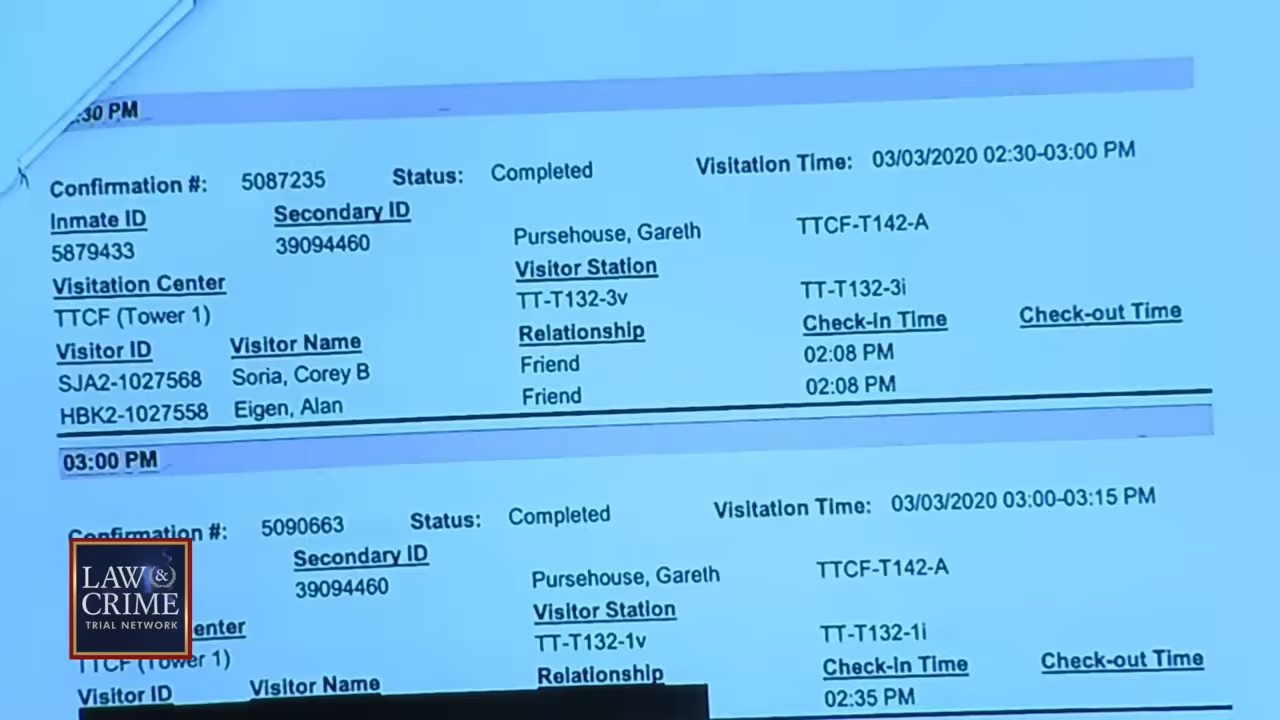 :30 PM
Confirmation #: 5087235 Status: Completed Visitation Time: 03/03/2020 02:30-03:00 PM
Inmate ID Secondary ID
5879433 39094460 Pursehouse, Gareth TTCF-T142-A
Visitation Center Visitor Station
TTCF (Tower 1) TT-T132-3v TT-T132-3i
Visitor ID Visitor Name Relationship Check-in Time Check-out Time
SJA2-1027568 Soria, Corey B Friend 02:08 PM
HBK2-1027558 Eigen, Alan Friend 02:08 PM
03:00 PM
Confirmation #: 5090663 Status: Completed Visitation Time: 03/03/2020 03:00-03:15 PM
Secondary ID
39094460 Pursehouse, Gareth TTCF-T142-A
enter Visitor Station
TTCF (Tower 1) TT-T132-1v TT-T132-1i
Visitor ID Visitor Name Relationship Check-in Time Check-out Time
02:35 PM
LAW &
CRIME
TRIAL NETWORK